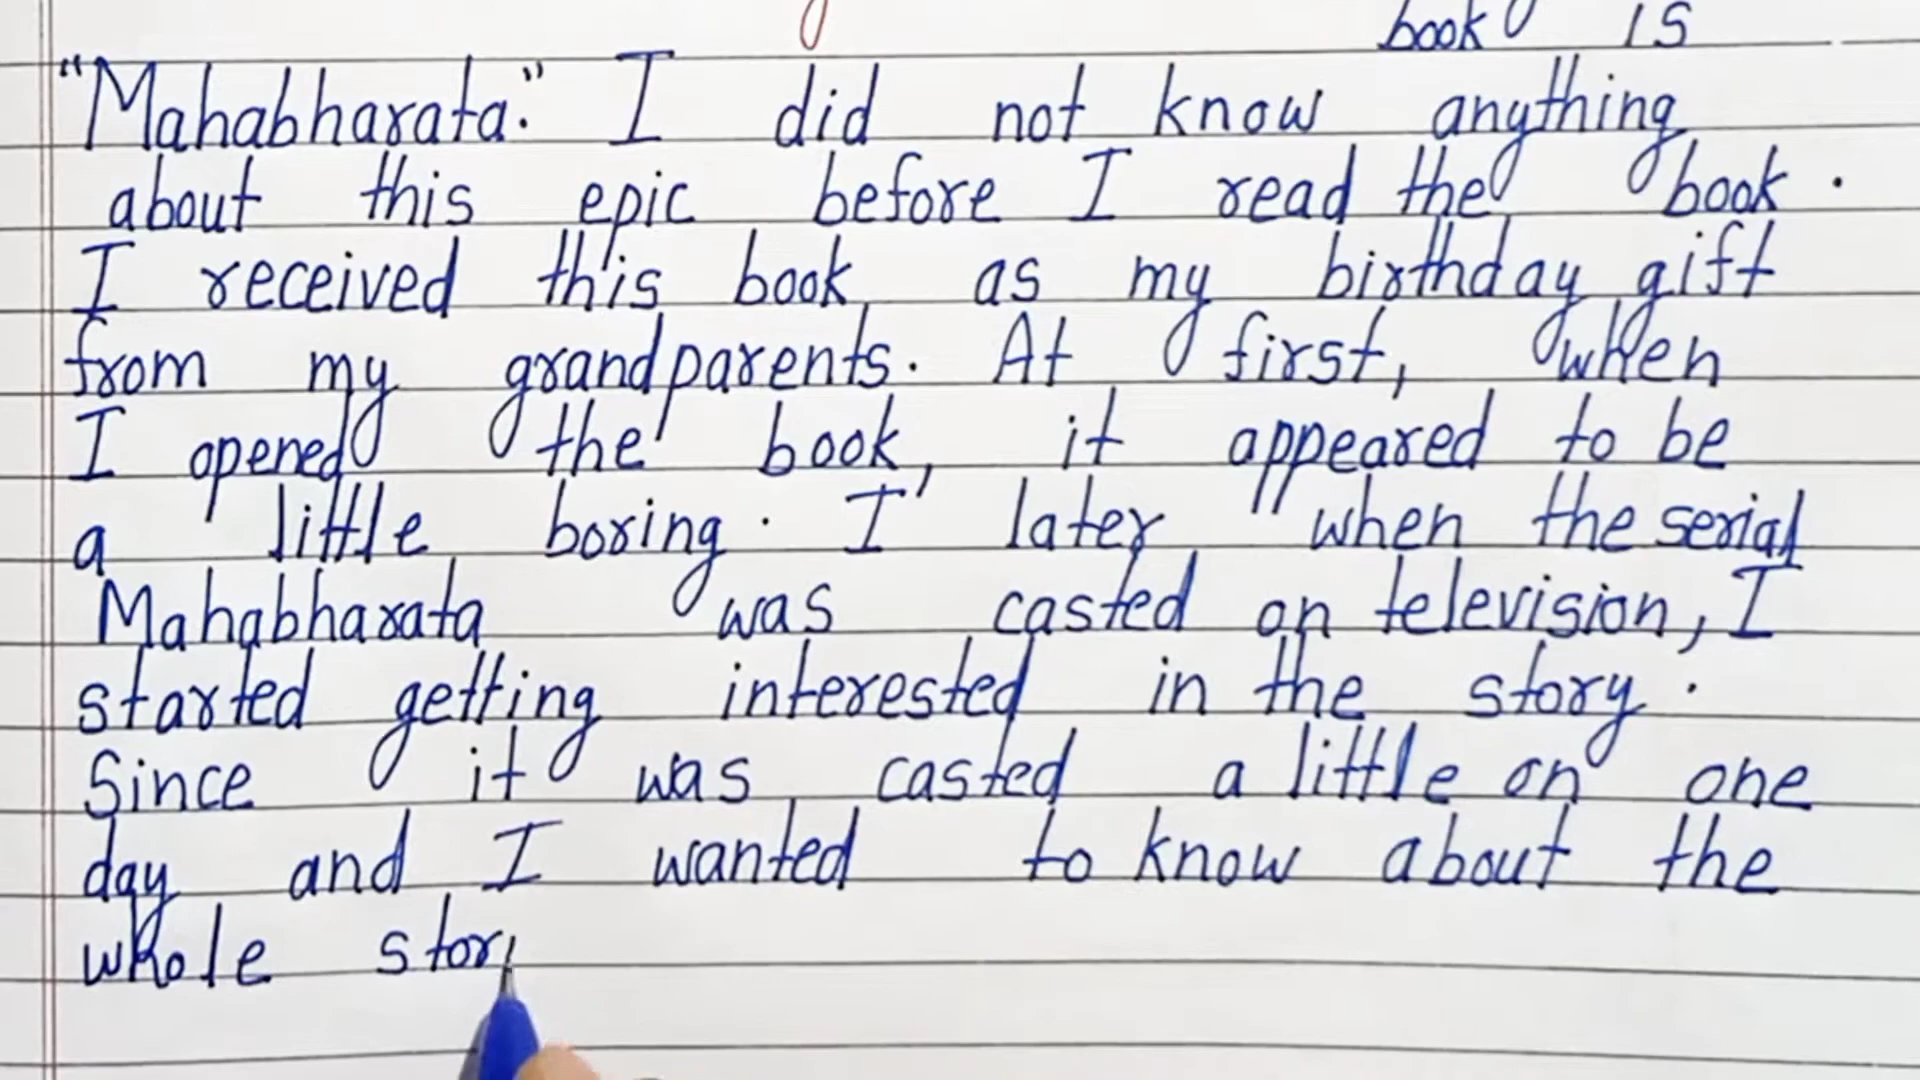 book is
"Mahabharata." I did not know anything
about this epic before I read the book.
I received this book as my birthday gift
from my grandparents. At first, when
I opened the book, it appeared to be
a little boring. I later when the serial
Mahabharata was casted on television, I
started getting interested in the story.
Since it was casted a little on one
day and I wanted to know about the
whole stor